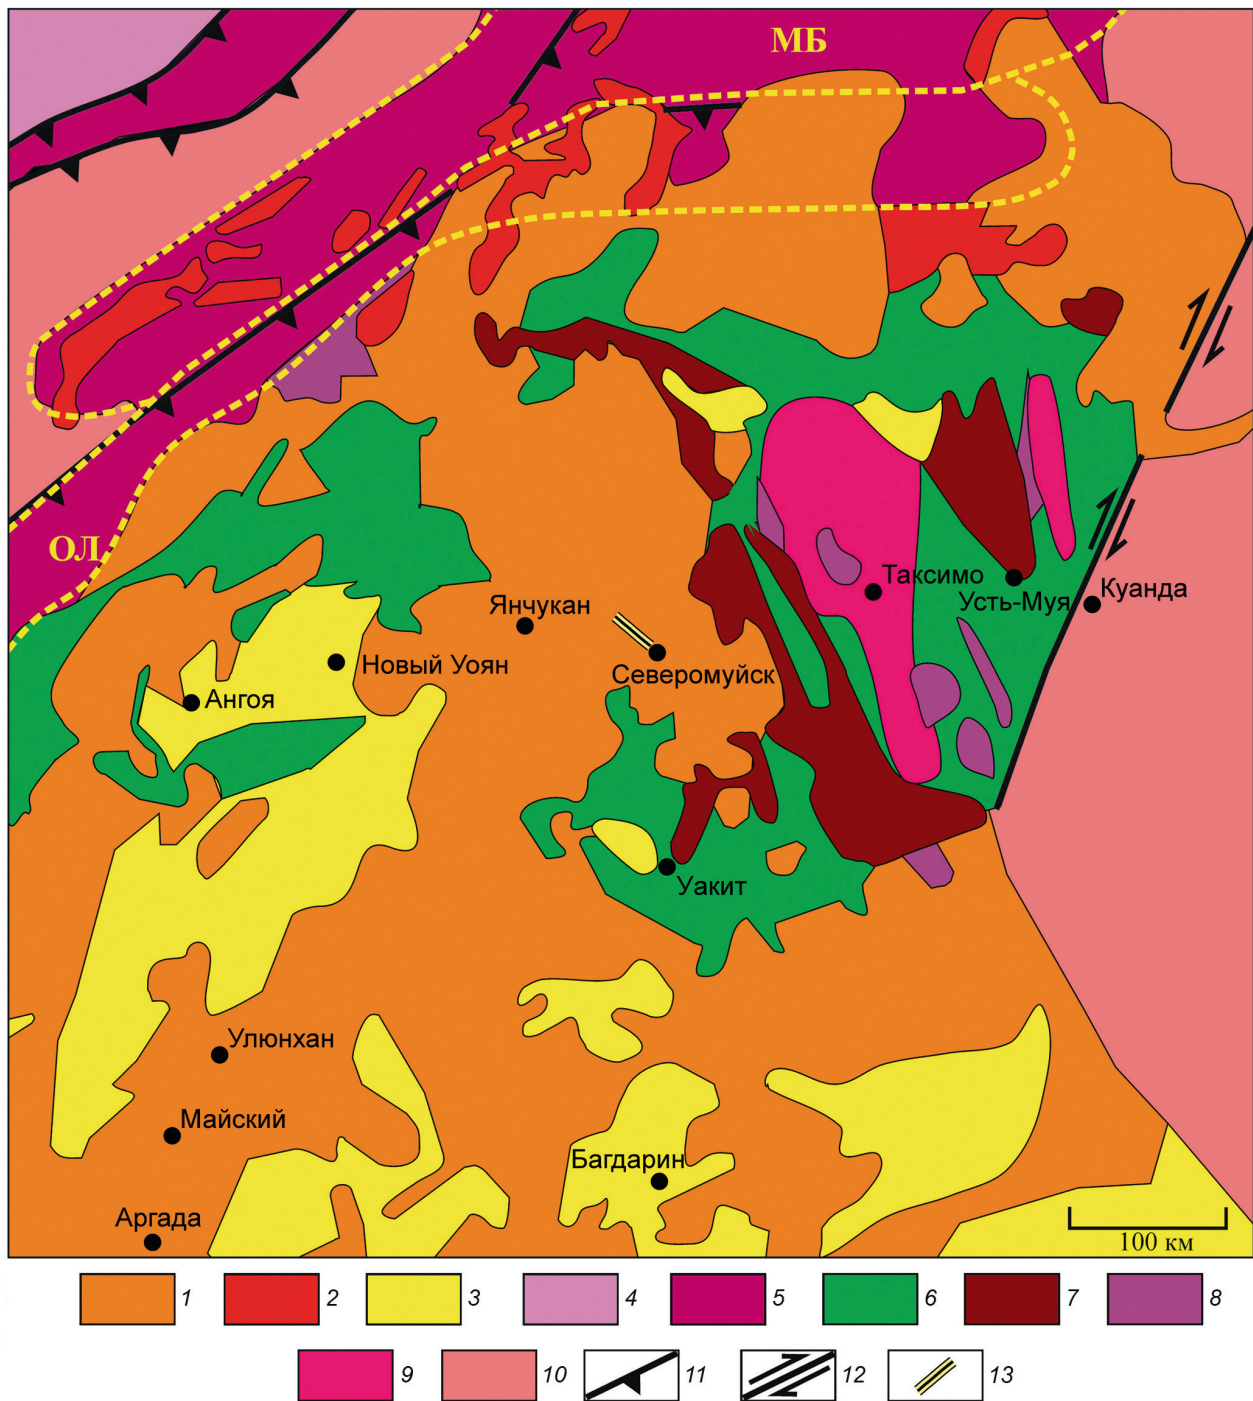 МБ
ОЛ
Таксимо
Усть-Муя
Куанда
Янчукан
Новый Уоян
Северомуйск
Ангоя
Уакит
Улюнхан
Майский
Багдарин
Аргада
100 км
1 2 3 4 5 6 7 8
9 10 11 12 13